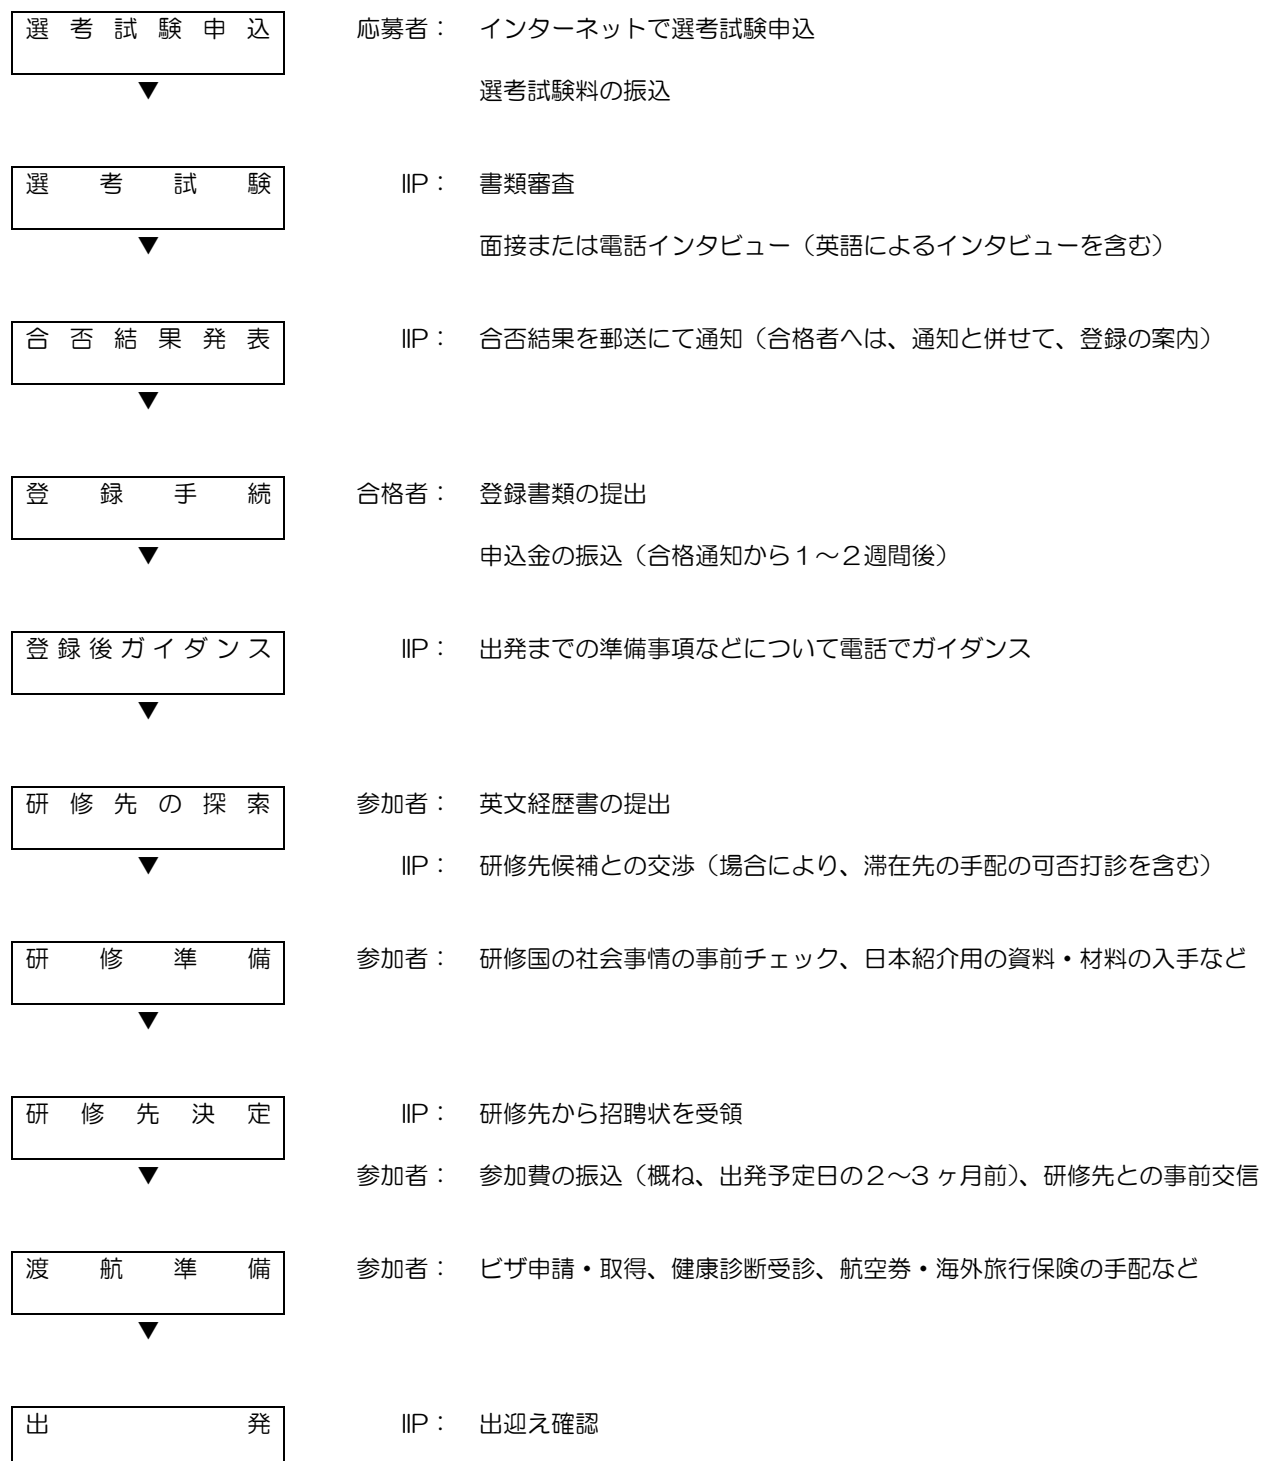 選考試験申込 応募者： インターネットで選考試験申込
▼ 選考試験料の振込
選考試験 IIP： 書類審査
▼ 面接または電話インタビュー（英語によるインタビューを含む）
合否結果発表 IIP： 合否結果を郵送にて通知（合格者へは、通知と併せて、登録の案内）
▼
登録手続 合格者： 登録書類の提出
▼ 申込金の振込（合格通知から１～２週間後）
登録後ガイダンス IIP： 出発までの準備事項などについて電話でガイダンス
▼
研修先の探索 参加者： 英文経歴書の提出
▼ IIP： 研修先候補との交渉（場合により、滞在先の手配の可否打診を含む）
研修準備 参加者： 研修国の社会事情の事前チェック、日本紹介用の資料・材料の入手など
▼
研修先決定 IIP： 研修先から招聘状を受領
▼ 参加者： 参加費の振込（概ね、出発予定日の２～３ヶ月前）、研修先との事前交信
渡航準備 参加者： ビザ申請・取得、健康診断受診、航空券・海外旅行保険の手配など
▼
出発 IIP： 出迎え確認